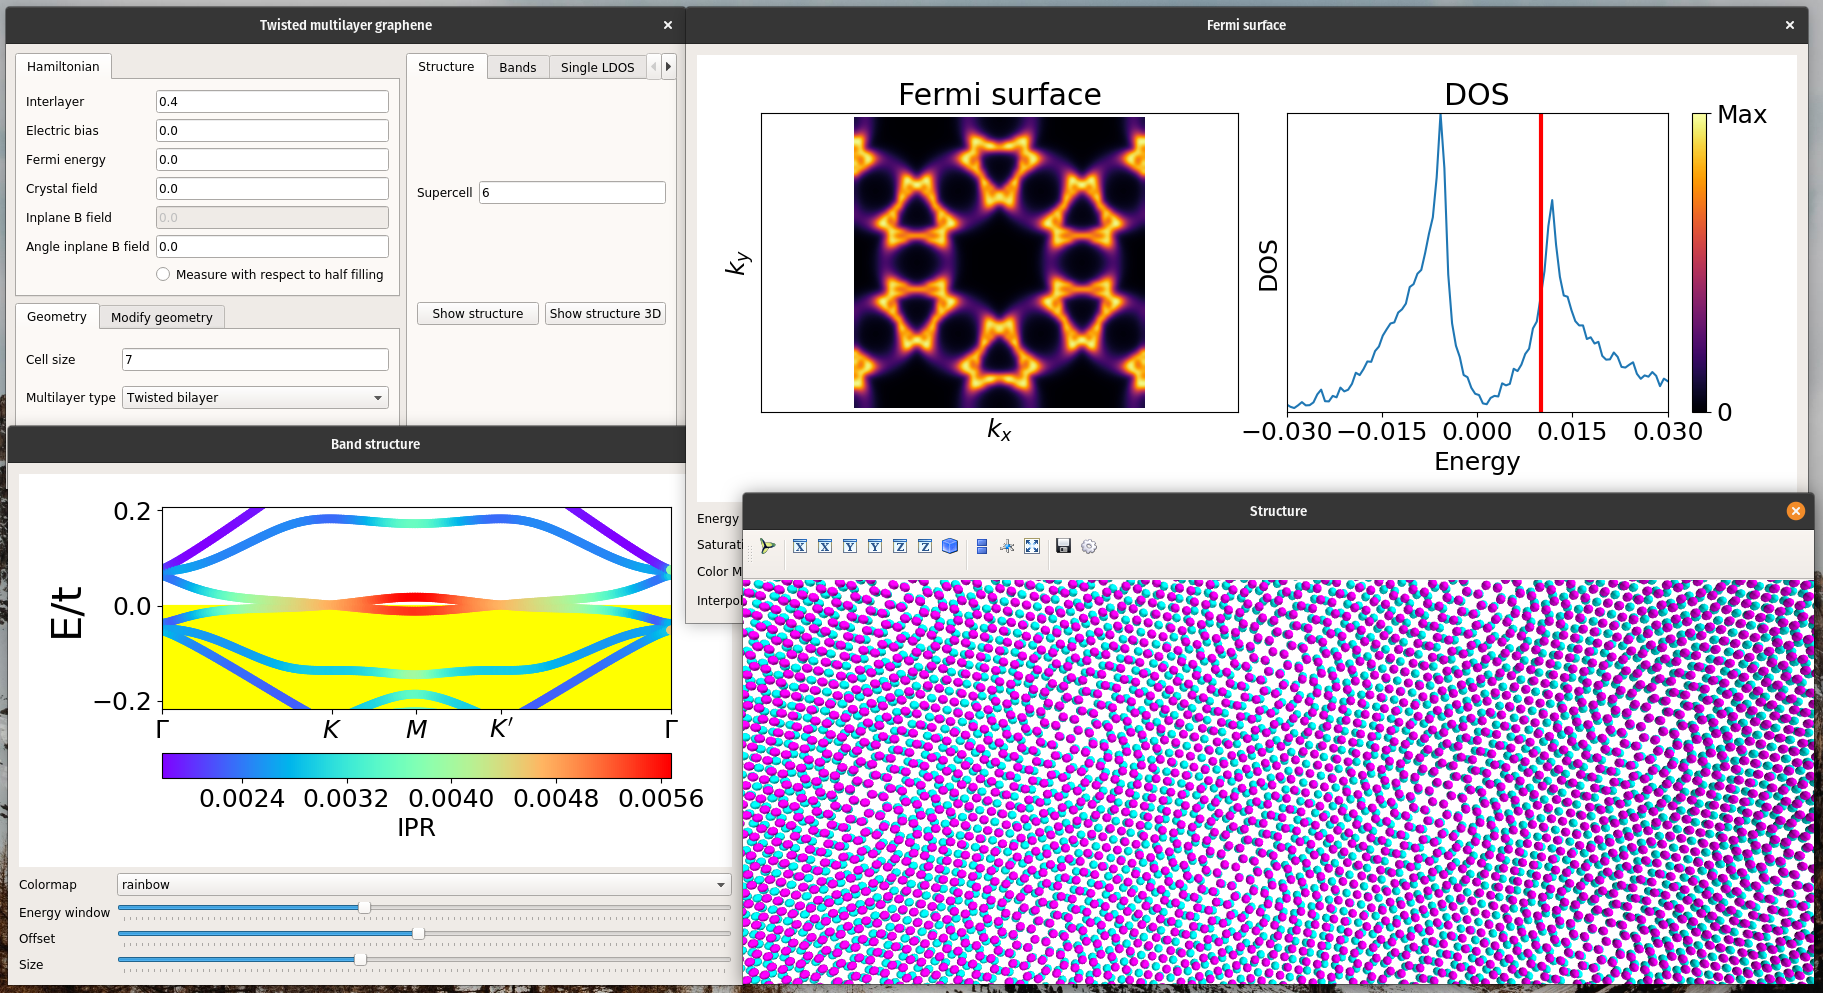 Twisted multilayer graphene
Hamiltonian
Interlayer 0.4
Electric bias 0.0
Fermi energy 0.0
Crystal field 0.0
Inplane B field 0.0
Angle inplane B field 0.0
Measure with respect to half filling
Geometry Modify geometry
Cell size 7
Multilayer type Twisted bilayer
Structure Bands Single LDOS
Supercell 6
Show structure Show structure 3D
Fermi surface
Fermi surface
k_y
k_x
DOS
DOS
−0.030 −0.015 0.000 0.015 0.030
Energy
Max
0
Energy
Saturati
Color M
Interpol
Band structure
E/t
0.2
0.0
−0.2
Γ K M K′ Γ
0.0024 0.0032 0.0040 0.0048 0.0056
IPR
Colormap rainbow
Energy window
Offset
Size
Structure
X X Y Y Z Z